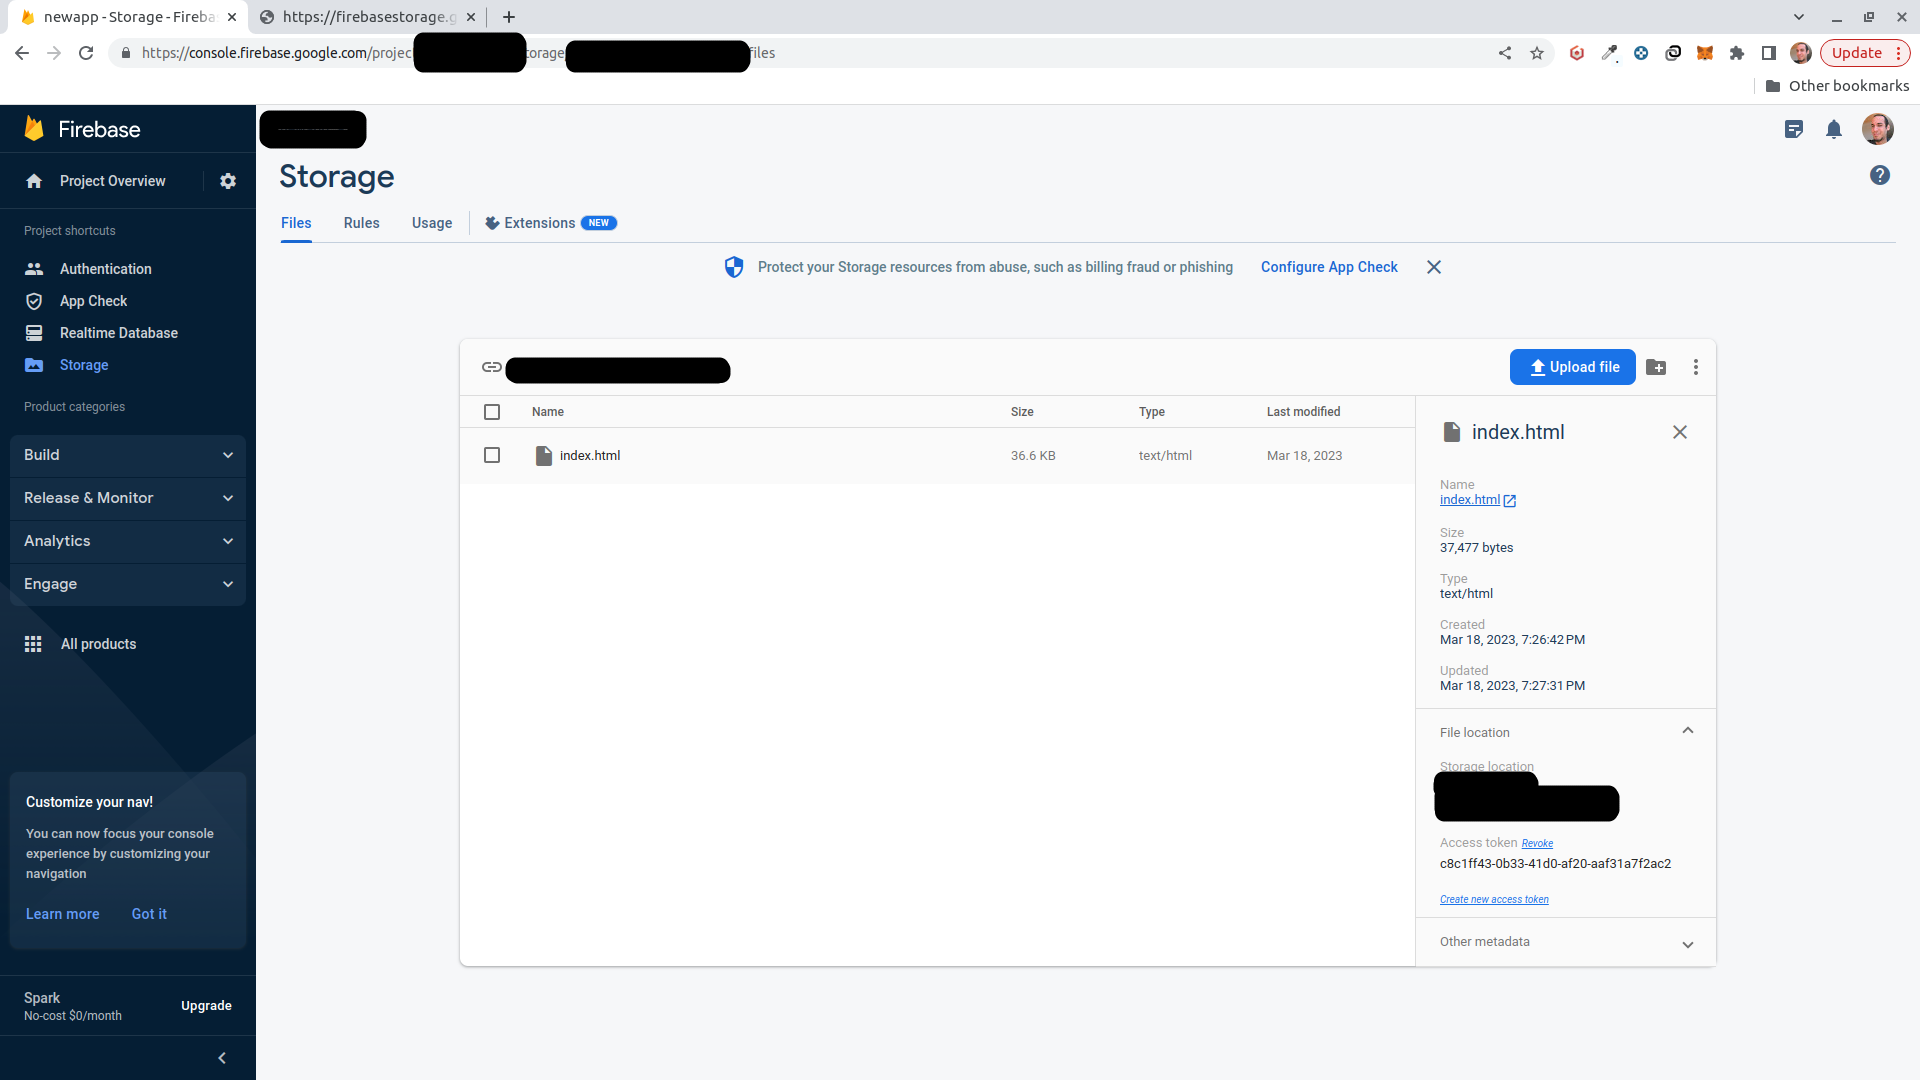 newapp - Storage - Fireba
https://firebasestorage.g
https://console.firebase.google.com/projec
torage
files
Update
Other bookmarks
Firebase
Project Overview
Project shortcuts
Authentication
App Check
Realtime Database
Storage
Product categories
Build
Release & Monitor
Analytics
Engage
All products
Customize your nav!
You can now focus your console
experience by customizing your
navigation
Learn more
Got it
Spark
No-cost $0/month
Upgrade
Storage
Files
Rules
Usage
Extensions
NEW
Protect your Storage resources from abuse, such as billing fraud or phishing
Configure App Check
Upload file
Name
Size
Type
Last modified
index.html
36.6 KB
text/html
Mar 18, 2023
index.html
Name
index.html
Size
37,477 bytes
Type
text/html
Created
Mar 18, 2023, 7:26:42 PM
Updated
Mar 18, 2023, 7:27:31 PM
File location
Storage location
Access token Revoke
c8c1ff43-0b33-41d0-af20-aaf31a7f2ac2
Create new access token
Other metadata